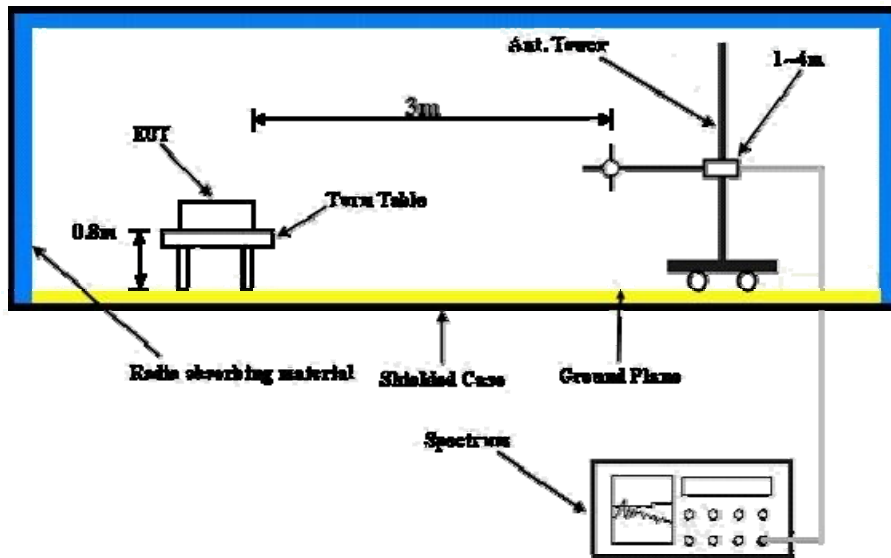 Ant. Tower
1~4m
3m
EUT
Turn Table
0.8m
Radio absorbing material
Shielded Case
Ground Plane
Spectrum